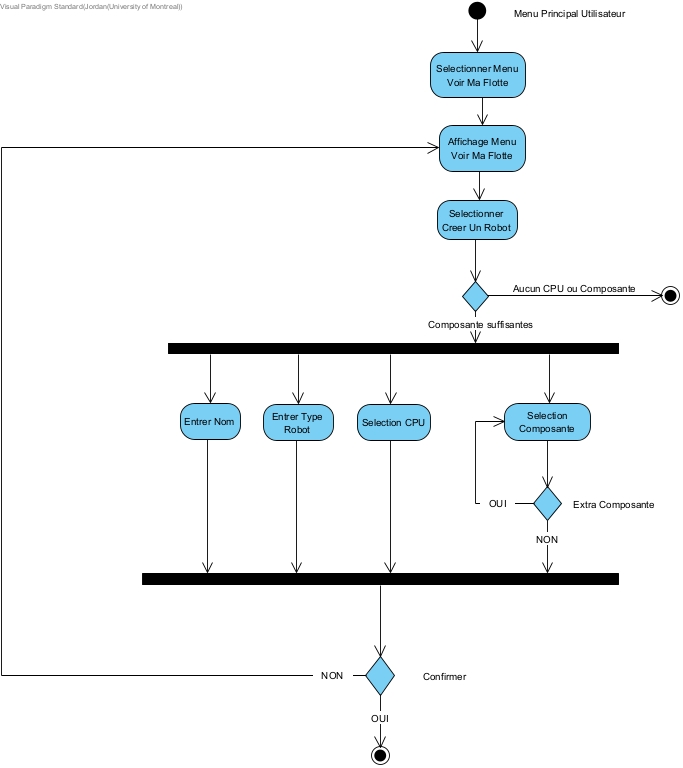 Visual Paradigm Standard(Jordan(University of Montreal))
Menu Principal Utilisateur
Selectionner Menu
Voir Ma Flotte
Affichage Menu
Voir Ma Flotte
Selectionner
Creer Un Robot
Aucun CPU ou Composante
Composante suffisantes
Entrer Nom
Entrer Type
Robot
Selection CPU
Selection
Composante
OUI
Extra Composante
NON
NON
Confirmer
OUI